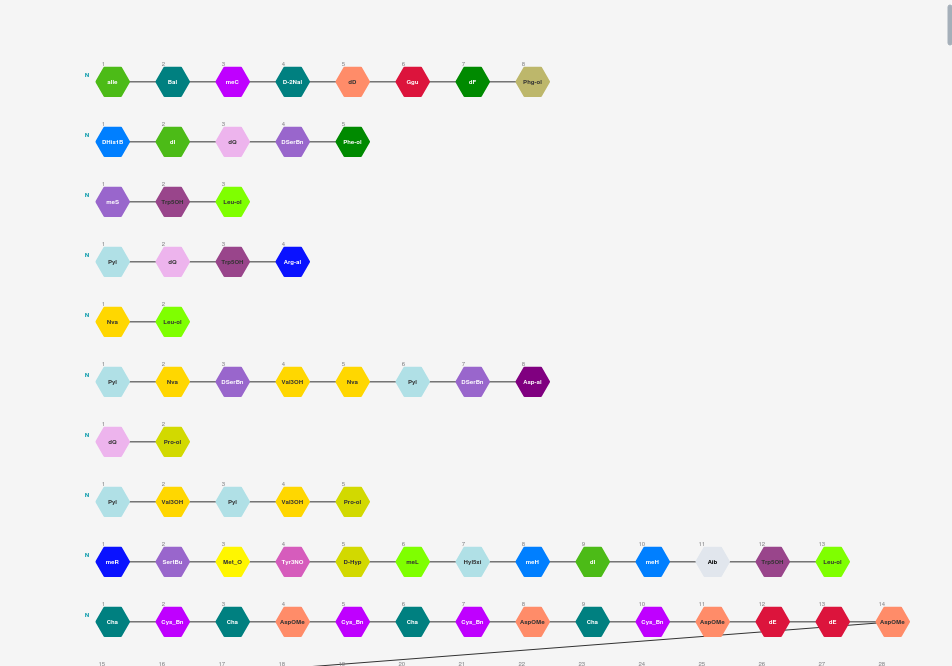 1 2 3 4 5 6 7 8
N aIle Bal meC D-2Nal dD Ggu dF Phg-ol
1 2 3 4 5
N DHis1B dI dQ DSerBn Phe-ol
1 2 3
N meS Trp5OH Leu-ol
1 2 3 4
N Pyl dQ Trp5OH Arg-al
1 2
N Nva Leu-ol
1 2 3 4 5 6 7 8
N Pyl Nva DSerBn Val3OH Nva Pyl DSerBn Asp-al
1 2
N dQ Pro-ol
1 2 3 4 5
N Pyl Val3OH Pyl Val3OH Pro-ol
1 2 3 4 5 6 7 8 9 10 11 12 13
N meR SertBu Met_O Tyr3NO D-Hyp meL HylSsi meH dI meH Aib Trp5OH Leu-ol
1 2 3 4 5 6 7 8 9 10 11 12 13 14
N Cha Cys_Bn Cha AspOMe Cys_Bn Cha Cys_Bn AspOMe Cha Cys_Bn AspOMe dE dE AspOMe
15 16 17 18 19 20 21 22 23 24 25 26 27 28